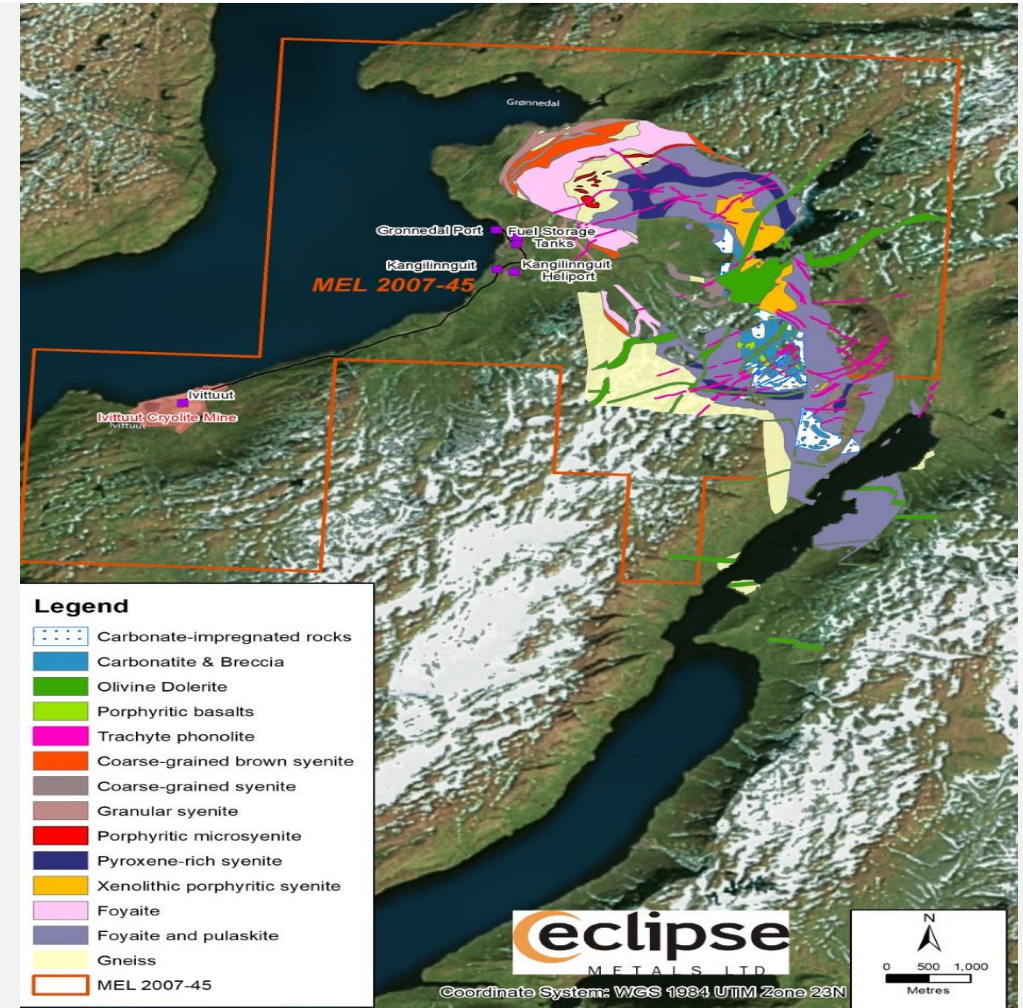 Grønnedal
Gronnedal Port
Fuel Storage
Tanks
Kangilinnguit
Kangilinnguit
Heliport
MEL 2007-45
Ivittuut
Ivittuut Cryolite Mine
Ivittuut
Legend
Carbonate-impregnated rocks
Carbonatite & Breccia
Olivine Dolerite
Porphyritic basalts
Trachyte phonolite
Coarse-grained brown syenite
Coarse-grained syenite
Granular syenite
Porphyritic microsyenite
Pyroxene-rich syenite
Xenolithic porphyritic syenite
Foyaite
Foyaite and pulaskite
Gneiss
MEL 2007-45
eclipse
METALS LTD
Coordinate System: WGS 1984 UTM Zone 23N
N
0 500 1,000
Metres